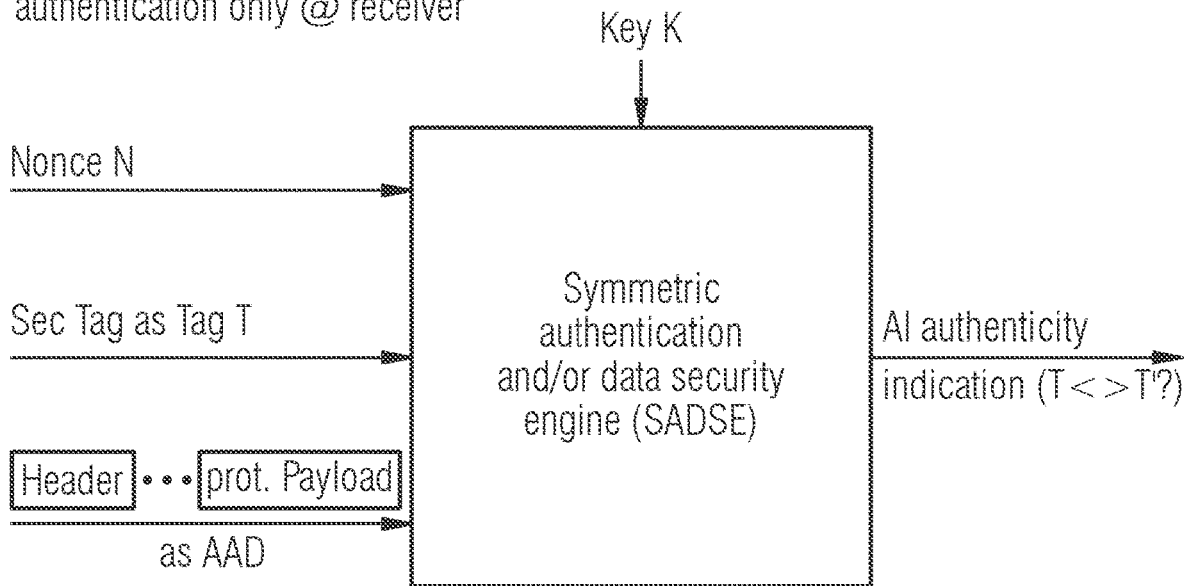 authentication only @ receiver
Key K
Nonce N
Sec Tag as Tag T
Header ••• prot. Payload
as AAD
Symmetric
authentication
and/or data security
engine (SADSE)
AI authenticity
indication (T < > T'?)